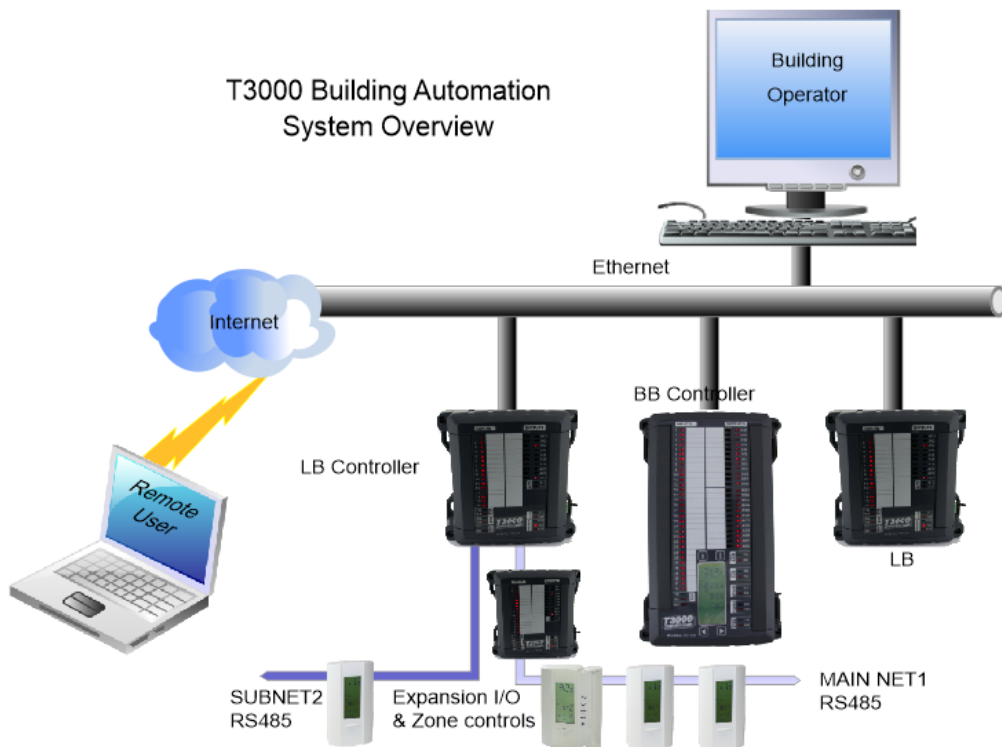 T3000 Building Automation
System Overview
Building
Operator
Ethernet
Internet
BB Controller
LB Controller
Remote
User
LB
T3000
SUBNET2
RS485
Expansion I/O
& Zone controls
MAIN NET1
RS485